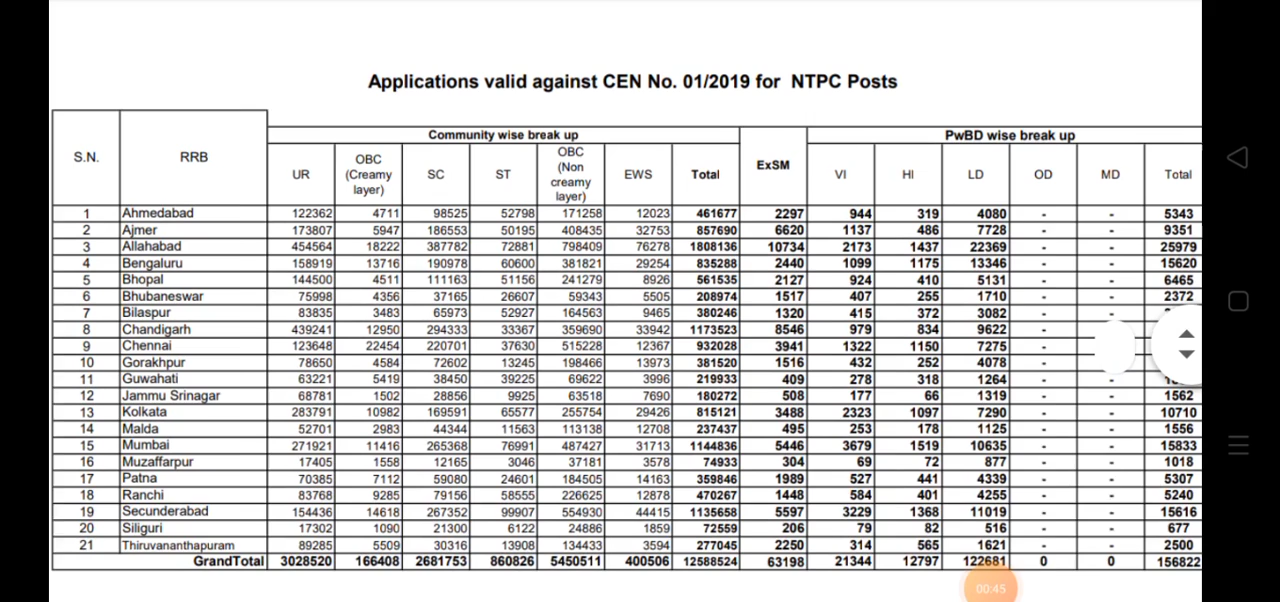 Applications valid against CEN No. 01/2019 for NTPC Posts
S.N. RRB Community wise break up ExSM PwBD wise break up
UR OBC (Creamy layer) SC ST OBC (Non creamy layer) EWS Total VI HI LD OD MD Total
1 Ahmedabad 122362 4711 98525 52798 171258 12023 461677 2297 944 319 4080 - - 5343
2 Ajmer 173807 5947 186553 50195 408435 32753 857690 6620 1137 486 7728 - - 9351
3 Allahabad 454564 18222 387782 72881 798409 76278 1808136 10734 2173 1437 22369 - - 25979
4 Bengaluru 158919 13716 190978 60600 381821 29254 835288 2440 1099 1175 13346 - - 15620
5 Bhopal 144500 4511 111163 51156 241279 8926 561535 2127 924 410 5131 - - 6465
6 Bhubaneswar 75998 4356 37165 26607 59343 5505 208974 1517 407 255 1710 - - 2372
7 Bilaspur 83835 3483 65973 52927 164563 9465 380246 1320 415 372 3082 - -
8 Chandigarh 439241 12950 294333 33367 359690 33942 1173523 8546 979 834 9622 - -
9 Chennai 123648 22454 220701 37630 515228 12367 932028 3941 1322 1150 7275 - -
10 Gorakhpur 78650 4584 72602 13245 198466 13973 381520 1516 432 252 4078 - -
11 Guwahati 63221 5419 38450 39225 69622 3996 219933 409 278 318 1264 - -
12 Jammu Srinagar 68781 1502 28856 9925 63518 7690 180272 508 177 66 1319 - - 1562
13 Kolkata 283791 10982 169591 65577 255754 29426 815121 3488 2323 1097 7290 - - 10710
14 Malda 52701 2983 44344 11563 113138 12708 237437 495 253 178 1125 - - 1556
15 Mumbai 271921 11416 265368 76991 487427 31713 1144836 5446 3679 1519 10635 - - 15833
16 Muzaffarpur 17405 1558 12165 3046 37181 3578 74933 304 69 72 877 - - 1018
17 Patna 70385 7112 59080 24601 184505 14163 359846 1989 527 441 4339 - - 5307
18 Ranchi 83768 9285 79156 58555 226625 12878 470267 1448 584 401 4255 - - 5240
19 Secunderabad 154436 14618 267352 99907 554930 44415 1135658 5597 3229 1368 11019 - - 15616
20 Siliguri 17302 1090 21300 6122 24886 1859 72559 206 79 82 516 - - 677
21 Thiruvananthapuram 89285 5509 30316 13908 134433 3594 277045 2250 314 565 1621 - - 2500
GrandTotal 3028520 166408 2681753 860826 5450511 400506 12588524 63198 21344 12797 122681 0 0 156822
00:45